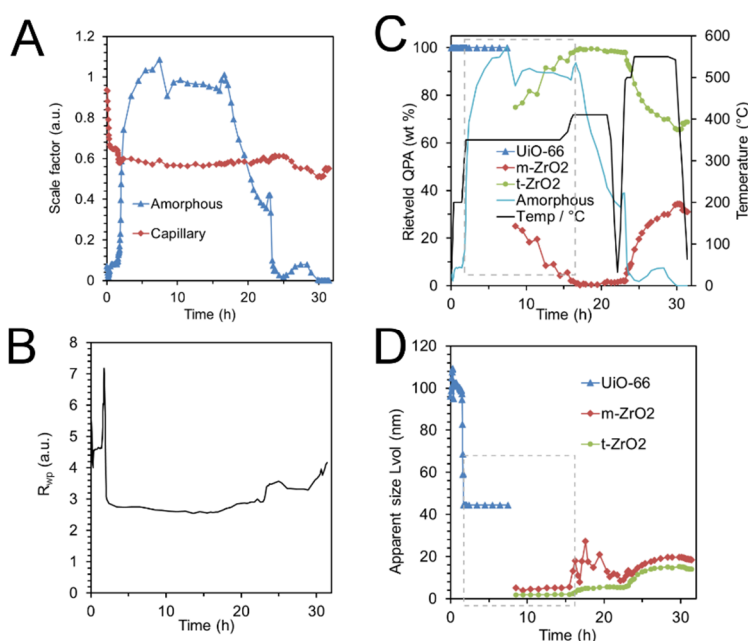 A
1.2
1
0.8
0.6
0.4
0.2
0
Scale factor (a.u.)
Amorphous
Capillary
0 10 20 30
Time (h)
C
100
80
60
40
20
0
Rietveld QPA (wt %)
UiO-66
m-ZrO2
t-ZrO2
Amorphous
Temp / °C
600
500
400
300
200
100
0
Temperature (°C)
0 10 20 30
Time (h)
B
8
7
6
5
4
3
2
Rwp (a.u.)
0 10 20 30
Time (h)
D
120
100
80
60
40
20
0
Apparent size Lvol (nm)
UiO-66
m-ZrO2
t-ZrO2
0 10 20 30
Time (h)